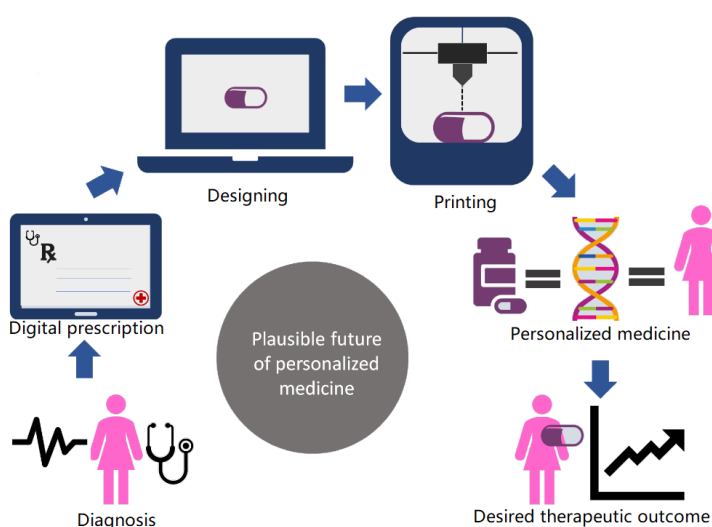 Designing
Printing
℞
Digital prescription
Plausible future
of personalized
medicine
Personalized medicine
Diagnosis
Desired therapeutic outcome